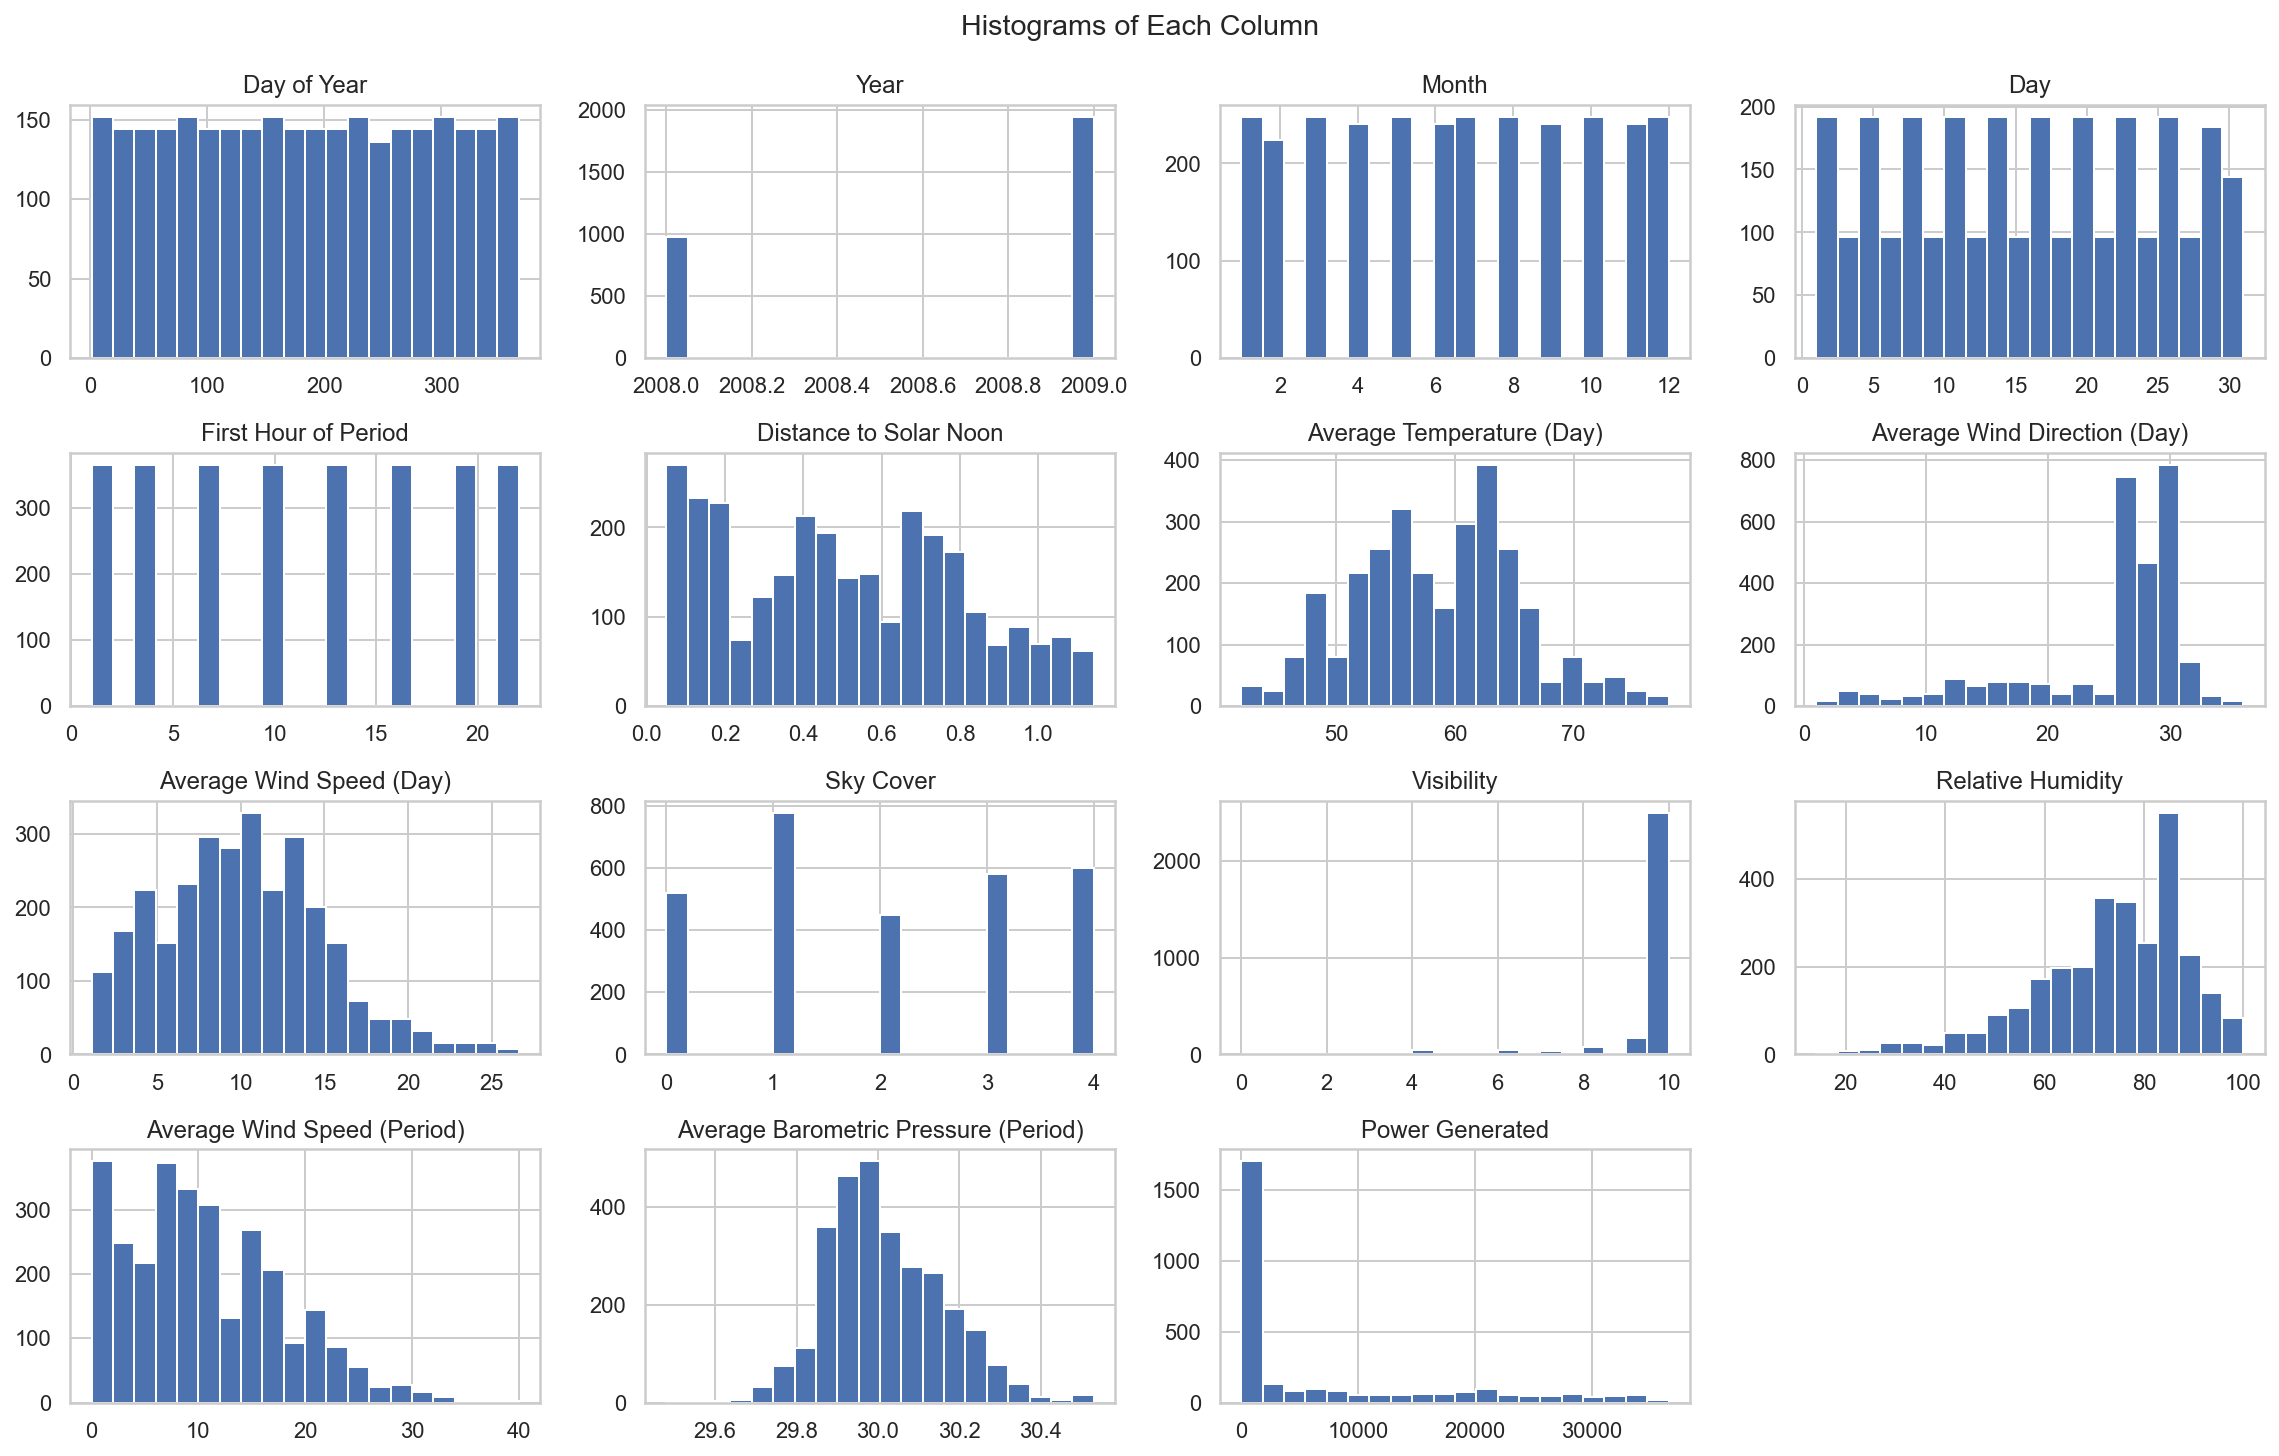 Histograms of Each Column
Day of Year
150
100
50
0
0 100 200 300
Year
2000
1500
1000
500
0
2008.0 2008.2 2008.4 2008.6 2008.8 2009.0
Month
200
100
0
2 4 6 8 10 12
Day
200
150
100
50
0
0 5 10 15 20 25 30
First Hour of Period
300
200
100
0
0 5 10 15 20
Distance to Solar Noon
200
100
0
0.0 0.2 0.4 0.6 0.8 1.0
Average Temperature (Day)
400
300
200
100
0
50 60 70
Average Wind Direction (Day)
800
600
400
200
0
0 10 20 30
Average Wind Speed (Day)
300
200
100
0
0 5 10 15 20 25
Sky Cover
800
600
400
200
0
0 1 2 3 4
Visibility
2000
1000
0
0 2 4 6 8 10
Relative Humidity
400
200
0
20 40 60 80 100
Average Wind Speed (Period)
300
200
100
0
0 10 20 30 40
Average Barometric Pressure (Period)
400
200
0
29.6 29.8 30.0 30.2 30.4
Power Generated
1500
1000
500
0
0 10000 20000 30000